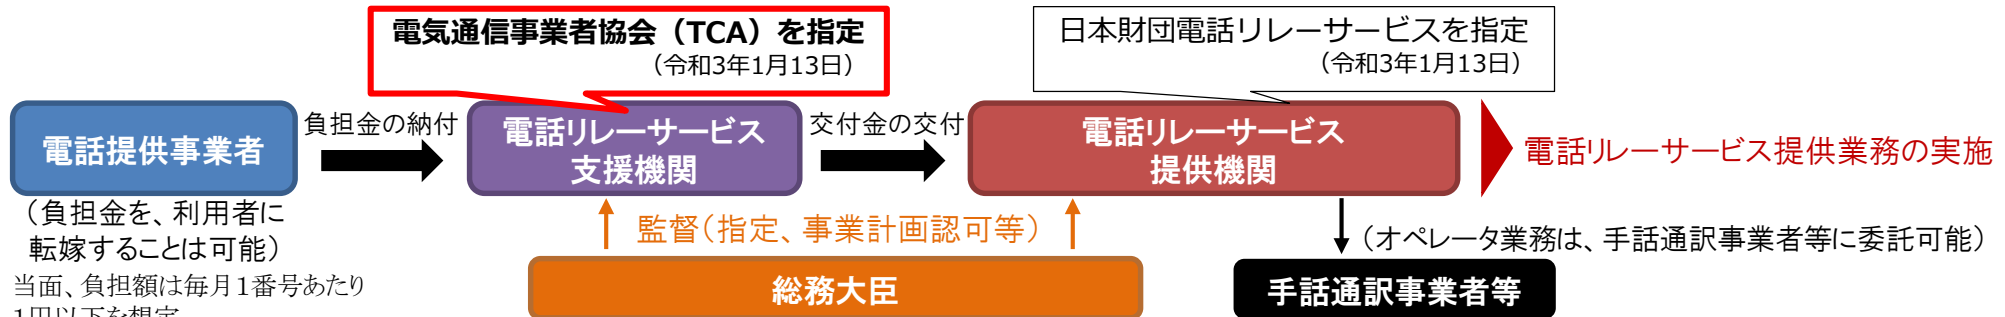 電気通信事業者協会（TCA）を指定
（令和3年1月13日）
日本財団電話リレーサービスを指定
（令和3年1月13日）
電話提供事業者
負担金の納付
電話リレーサービス
支援機関
交付金の交付
電話リレーサービス
提供機関
電話リレーサービス提供業務の実施
（負担金を、利用者に
転嫁することは可能）
当面、負担額は毎月1番号あたり
1円以下を想定
監督（指定、事業計画認可等）
総務大臣
（オペレータ業務は、手話通訳事業者等に委託可能）
手話通訳事業者等